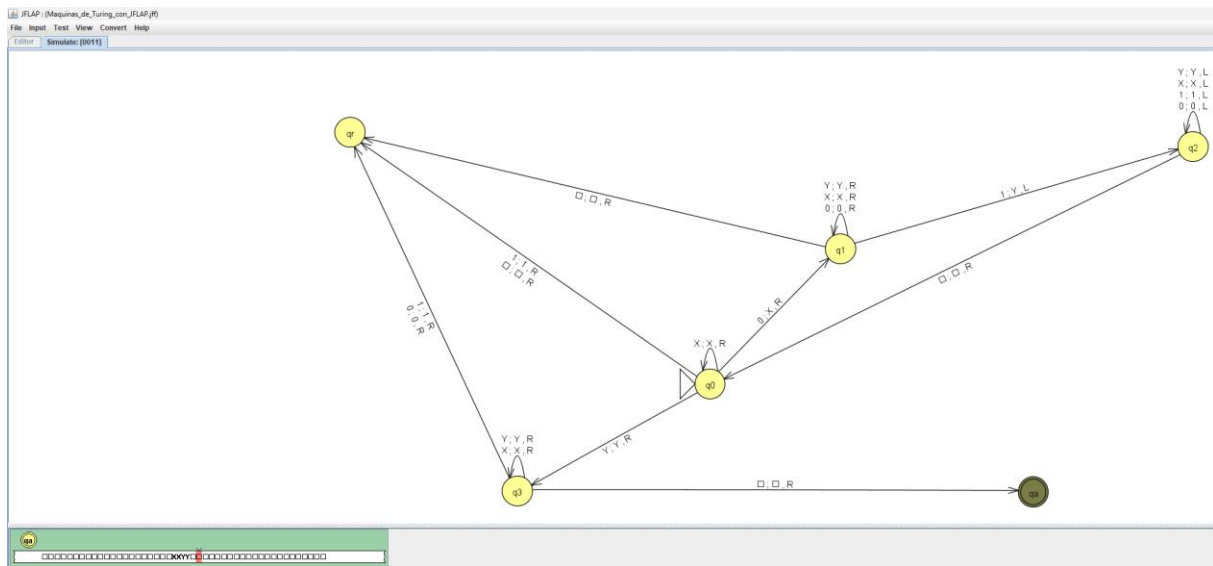 JFLAP : (Maquinas_de_Turing_con_JFLAP.jff)
File Input Test View Convert Help
Editor Simulate: (0011)
Y ; Y , L
X ; X , L
1 ; 1 , L
0 ; 0 , L
qr
q2
□ ; □ , R
Y ; Y , R
X ; X , R
0 ; 0 , R
1 ; Y , L
q1
1 ; 1 , R
□ ; □ , R
□ ; □ , R
1 ; 1 , R
0 ; 0 , R
0 ; X , R
X ; X , R
q0
Y ; Y , R
X ; X , R
Y ; Y , R
q3
□ ; □ , R
qa
qa
XXYY